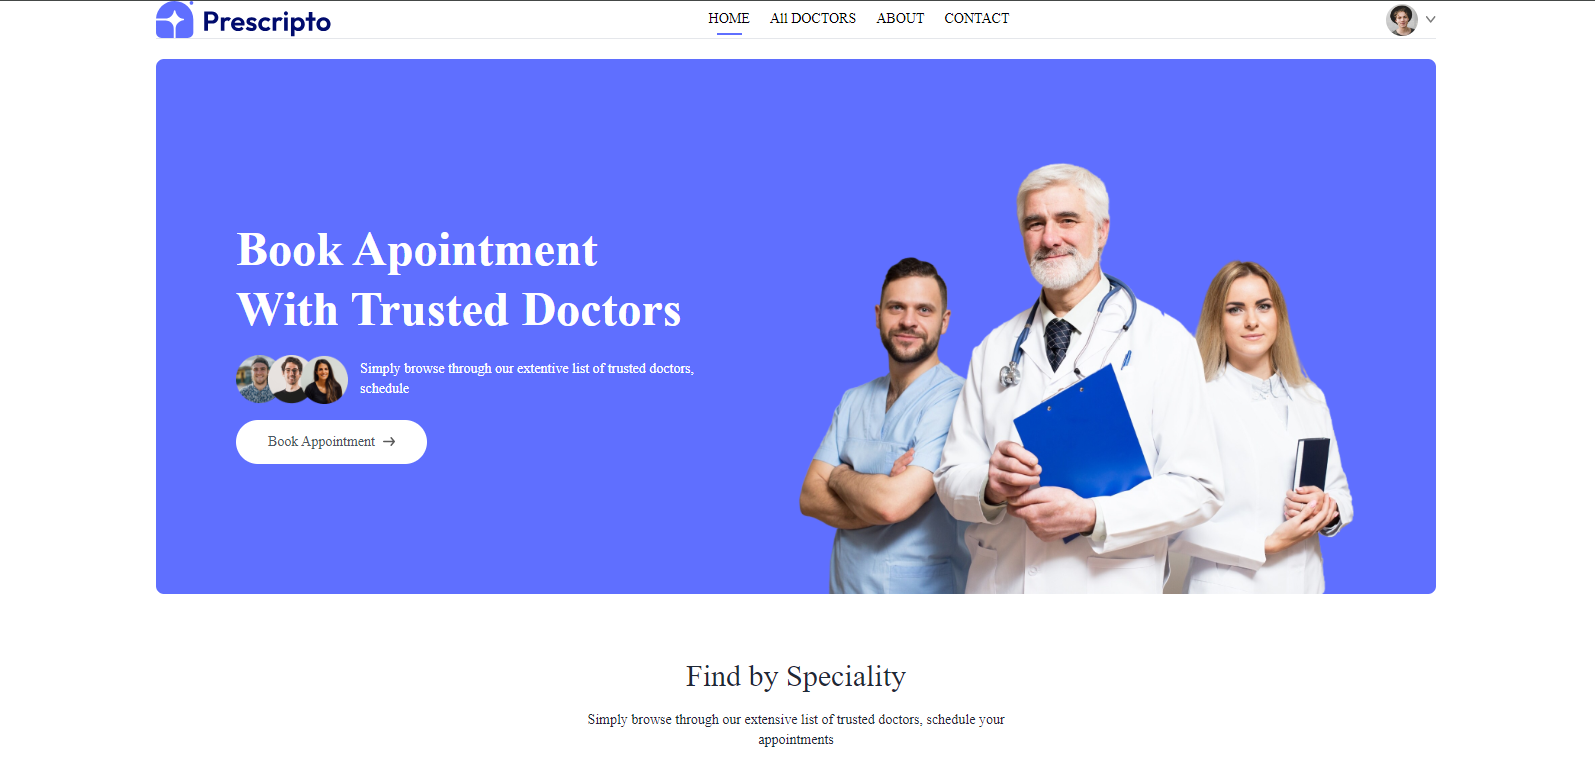 Prescripto
HOME All DOCTORS ABOUT CONTACT
Book Apointment
With Trusted Doctors
Simply browse through our extentive list of trusted doctors,
schedule
Book Appointment
Find by Speciality
Simply browse through our extensive list of trusted doctors, schedule your
appointments